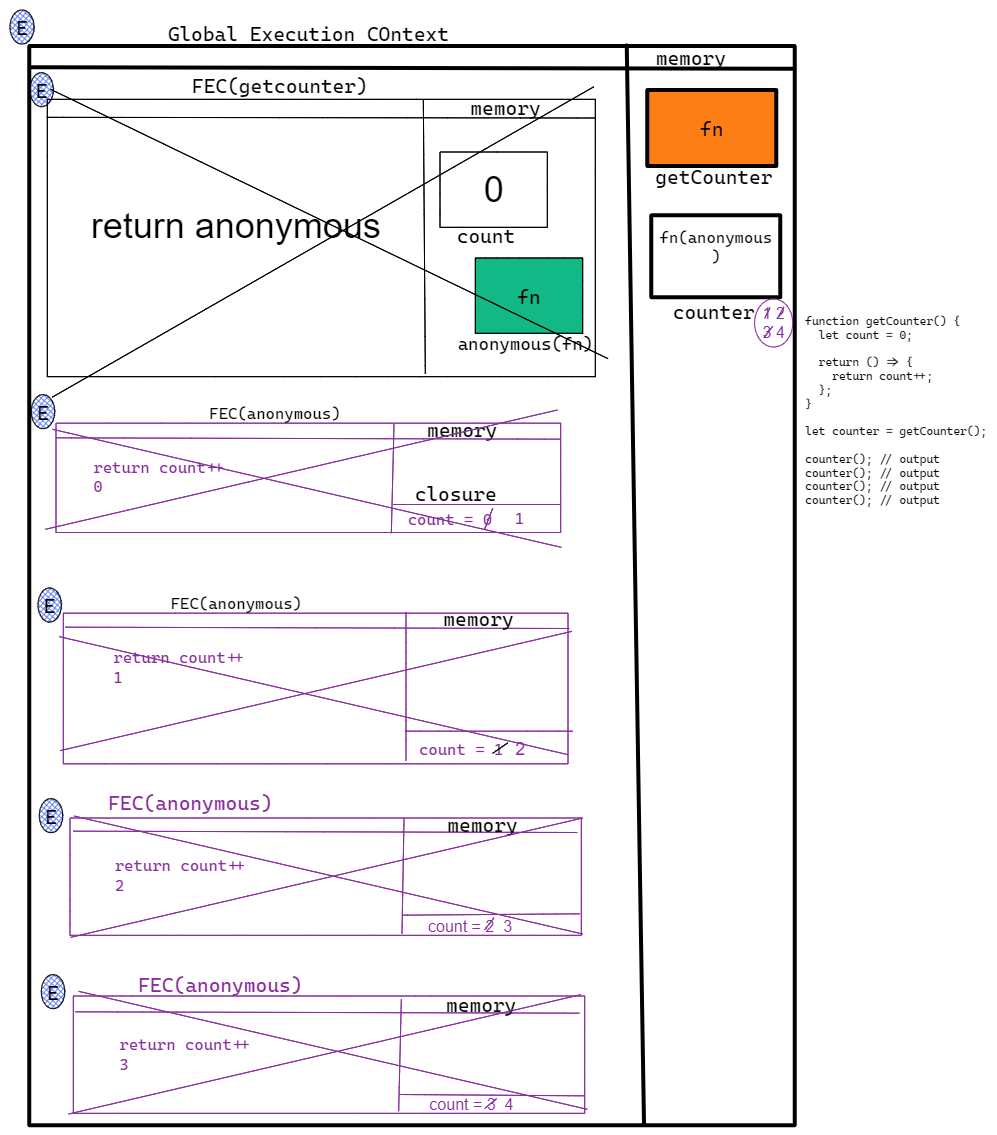 E
Global Execution COntext
memory
E
FEC(getcounter)
memory
return anonymous
0
count
fn
anonymous(fn)
fn
getCounter
fn(anonymous
)
counter
1 2
3 4
function getCounter() {
let count = 0;
return () => {
return count++;
};
}
let counter = getCounter();
counter(); // output
counter(); // output
counter(); // output
counter(); // output
E
FEC(anonymous)
memory
return count++
0
closure
count = 0 1
E
FEC(anonymous)
memory
return count++
1
count = 1 2
E
FEC(anonymous)
memory
return count++
2
count = 2 3
E
FEC(anonymous)
memory
return count++
3
count = 3 4